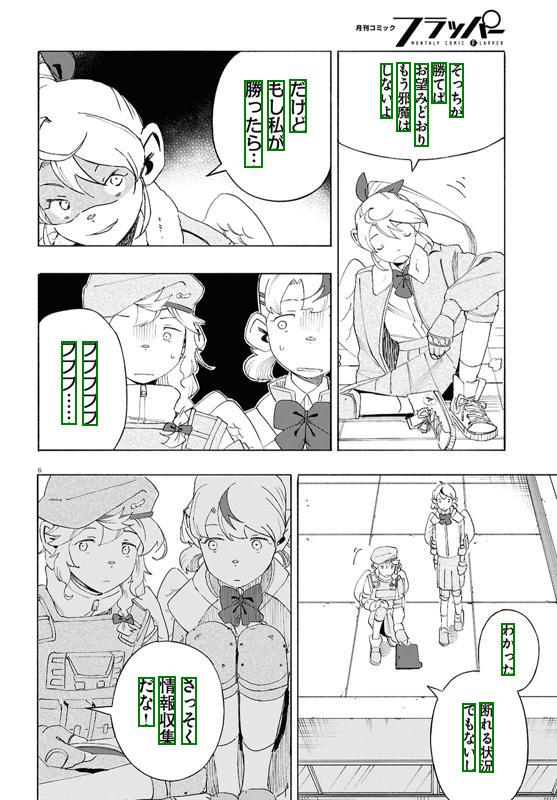 月刊コミック
フラッパー
MONTHLY COMIC FLAPPER
そっちが
勝てば
お望みどおり
もう邪魔は
しないよ
だけど
もし私が
勝ったら…
フフフフフ
フフフ……
6
わかった
断れる状況
でもない！
さっそく
情報収集
だな！